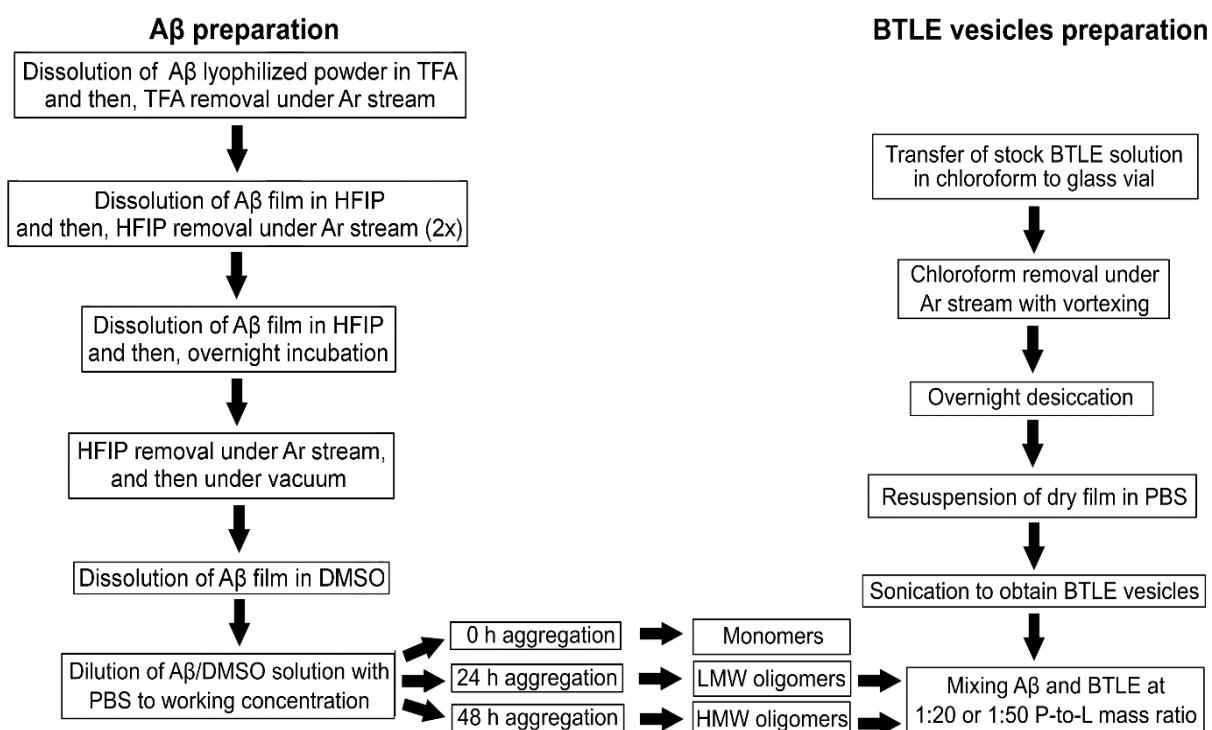 Aβ preparation
Dissolution of Aβ lyophilized powder in TFA
and then, TFA removal under Ar stream
Dissolution of Aβ film in HFIP
and then, HFIP removal under Ar stream (2x)
Dissolution of Aβ film in HFIP
and then, overnight incubation
HFIP removal under Ar stream,
and then under vacuum
Dissolution of Aβ film in DMSO
Dilution of Aβ/DMSO solution with
PBS to working concentration
0 h aggregation
Monomers
24 h aggregation
LMW oligomers
48 h aggregation
HMW oligomers
BTLE vesicles preparation
Transfer of stock BTLE solution
in chloroform to glass vial
Chloroform removal under
Ar stream with vortexing
Overnight desiccation
Resuspension of dry film in PBS
Sonication to obtain BTLE vesicles
Mixing Aβ and BTLE at
1:20 or 1:50 P-to-L mass ratio